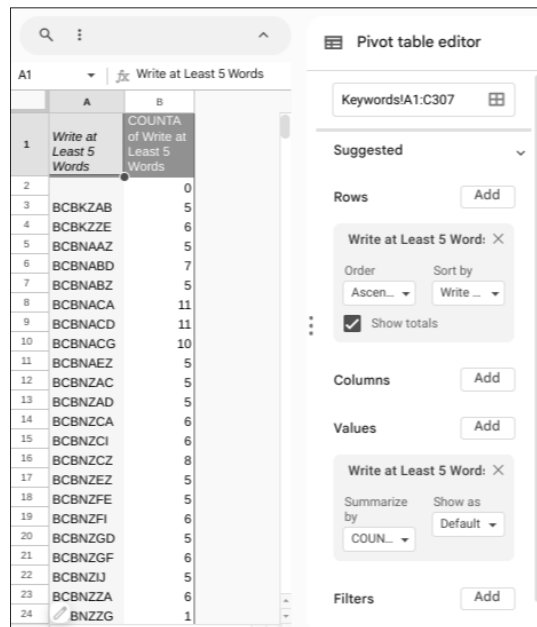 A1
fx Write at Least 5 Words
A B
1 Write at Least 5 Words COUNTA of Write at Least 5 Words
2 0
3 BCBKZAB 5
4 BCBKZZE 6
5 BCBNAAZ 5
6 BCBNABD 7
7 BCBNABZ 5
8 BCBNACA 11
9 BCBNACD 11
10 BCBNACG 10
11 BCBNAEZ 5
12 BCBNZAC 5
13 BCBNZAD 5
14 BCBNZCA 6
15 BCBNZCI 6
16 BCBNZCZ 8
17 BCBNZEZ 5
18 BCBNZFE 5
19 BCBNZFI 6
20 BCBNZGD 5
21 BCBNZGF 6
22 BCBNZIJ 5
23 BCBNZZA 6
24 BNZZG 1
Pivot table editor
Keywords!A1:C307
Suggested
Rows Add
Write at Least 5 Word:
Order Sort by
Ascen... Write ...
Show totals
Columns Add
Values Add
Write at Least 5 Word:
Summarize by Show as
COUN... Default
Filters Add